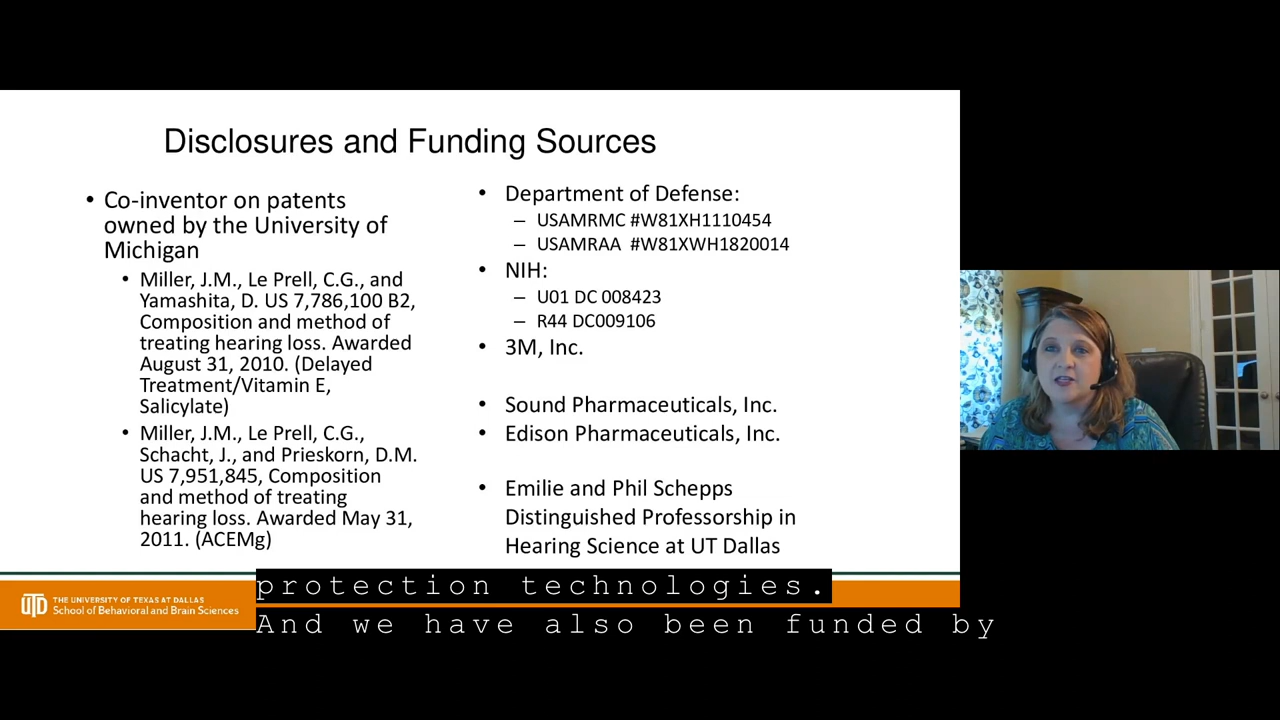 Disclosures and Funding Sources
• Co-inventor on patents
owned by the University of
Michigan
• Miller, J.M., Le Prell, C.G., and
Yamashita, D. US 7,786,100 B2,
Composition and method of
treating hearing loss. Awarded
August 31, 2010. (Delayed
Treatment/Vitamin E,
Salicylate)
• Miller, J.M., Le Prell, C.G.,
Schacht, J., and Prieskorn, D.M.
US 7,951,845, Composition
and method of treating
hearing loss. Awarded May 31,
2011. (ACEMg)
• Department of Defense:
– USAMRMC #W81XH1110454
– USAMRAA #W81XWH1820014
• NIH:
– U01 DC 008423
– R44 DC009106
• 3M, Inc.
• Sound Pharmaceuticals, Inc.
• Edison Pharmaceuticals, Inc.
• Emilie and Phil Schepps
Distinguished Professorship in
Hearing Science at UT Dallas
UTD
THE UNIVERSITY OF TEXAS AT DALLAS
School of Behavioral and Brain Sciences
protection technologies.
And we have also been funded by